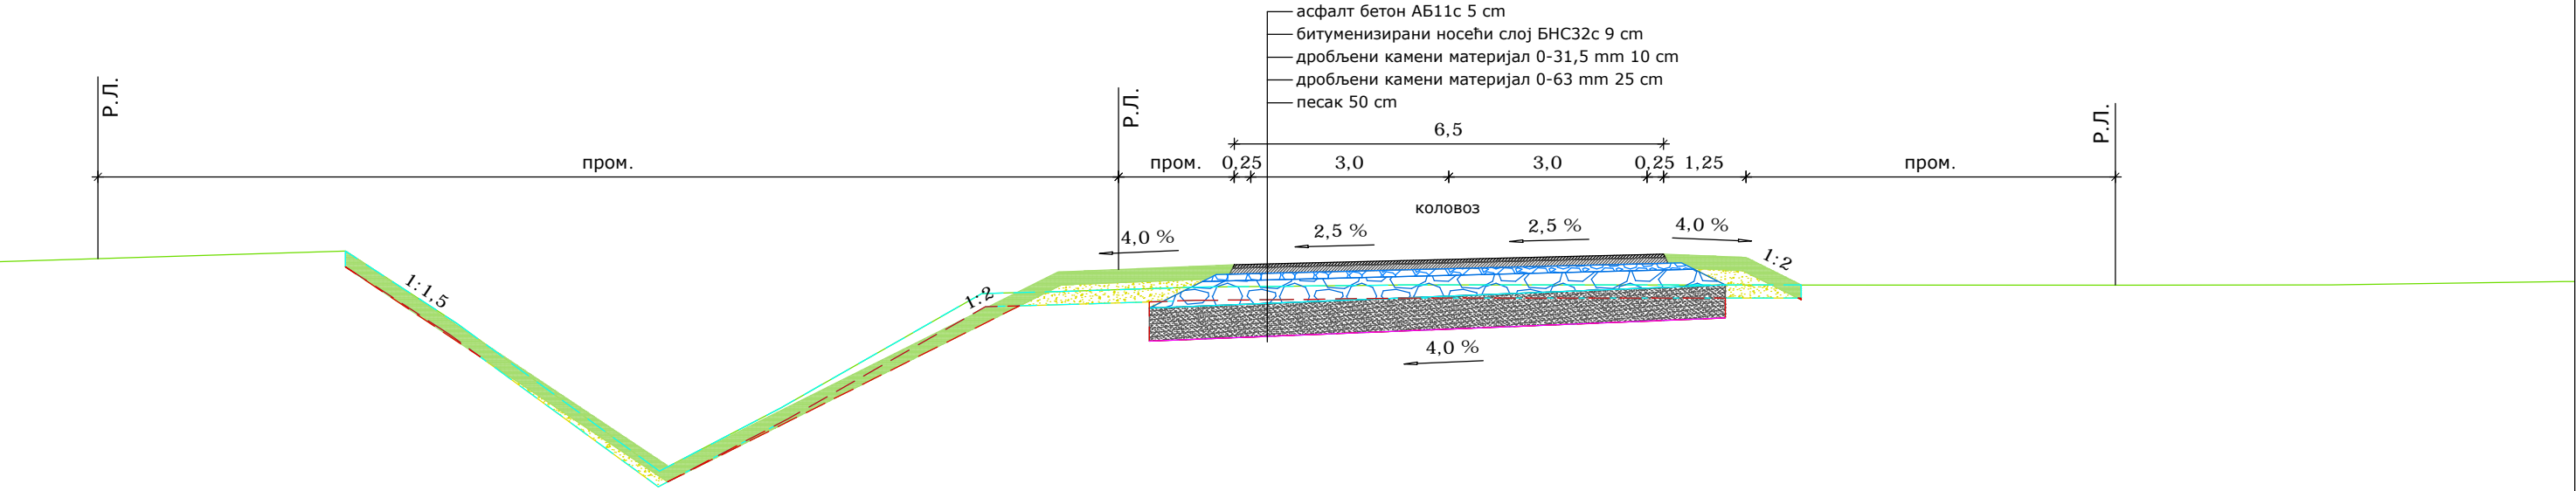 асфалт бетон АБ11с 5 cm
битуменизирани носећи слој БНС32с 9 cm
дробљени камени материјал 0-31,5 mm 10 cm
дробљени камени материјал 0-63 mm 25 cm
песак 50 cm
Р.Л.
Р.Л.
Р.Л.
6,5
пром.
пром.
0,25
3,0
3,0
0,25
1,25
пром.
коловоз
4,0 %
2,5 %
2,5 %
4,0 %
1:1,5
1:2
1:2
4,0 %